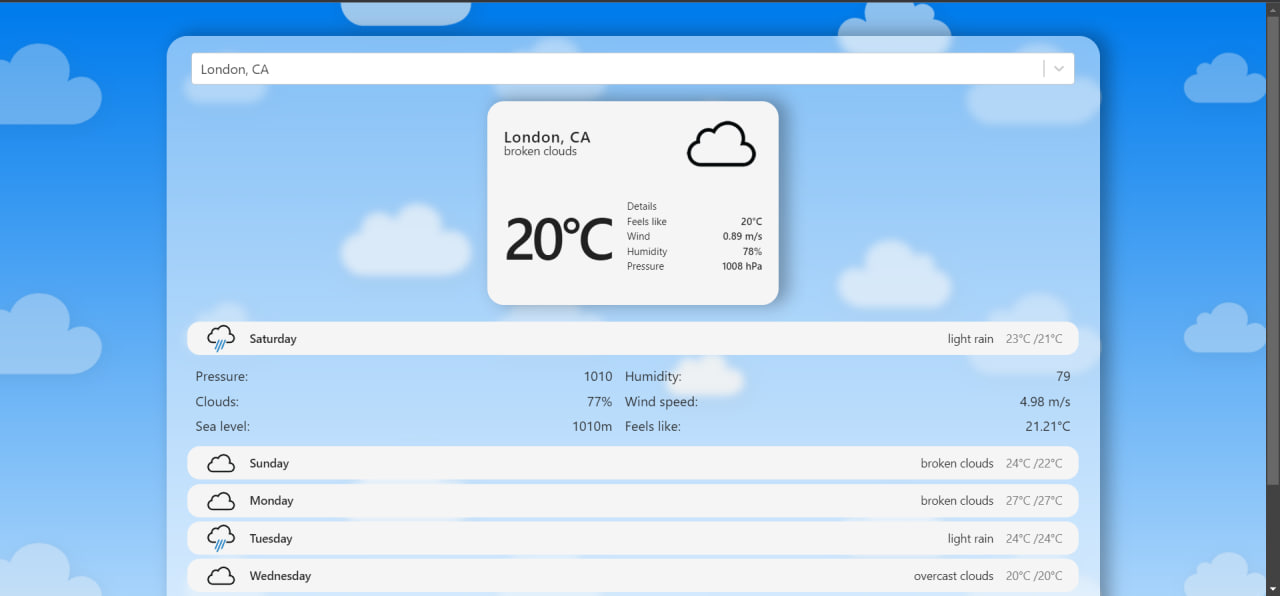 London, CA
London, CA
broken clouds
20°C
Details
Feels like 20°C
Wind 0.89 m/s
Humidity 78%
Pressure 1008 hPa
Saturday light rain 23°C /21°C
Pressure: 1010 Humidity: 79
Clouds: 77% Wind speed: 4.98 m/s
Sea level: 1010m Feels like: 21.21°C
Sunday broken clouds 24°C /22°C
Monday broken clouds 27°C /27°C
Tuesday light rain 24°C /24°C
Wednesday overcast clouds 20°C /20°C